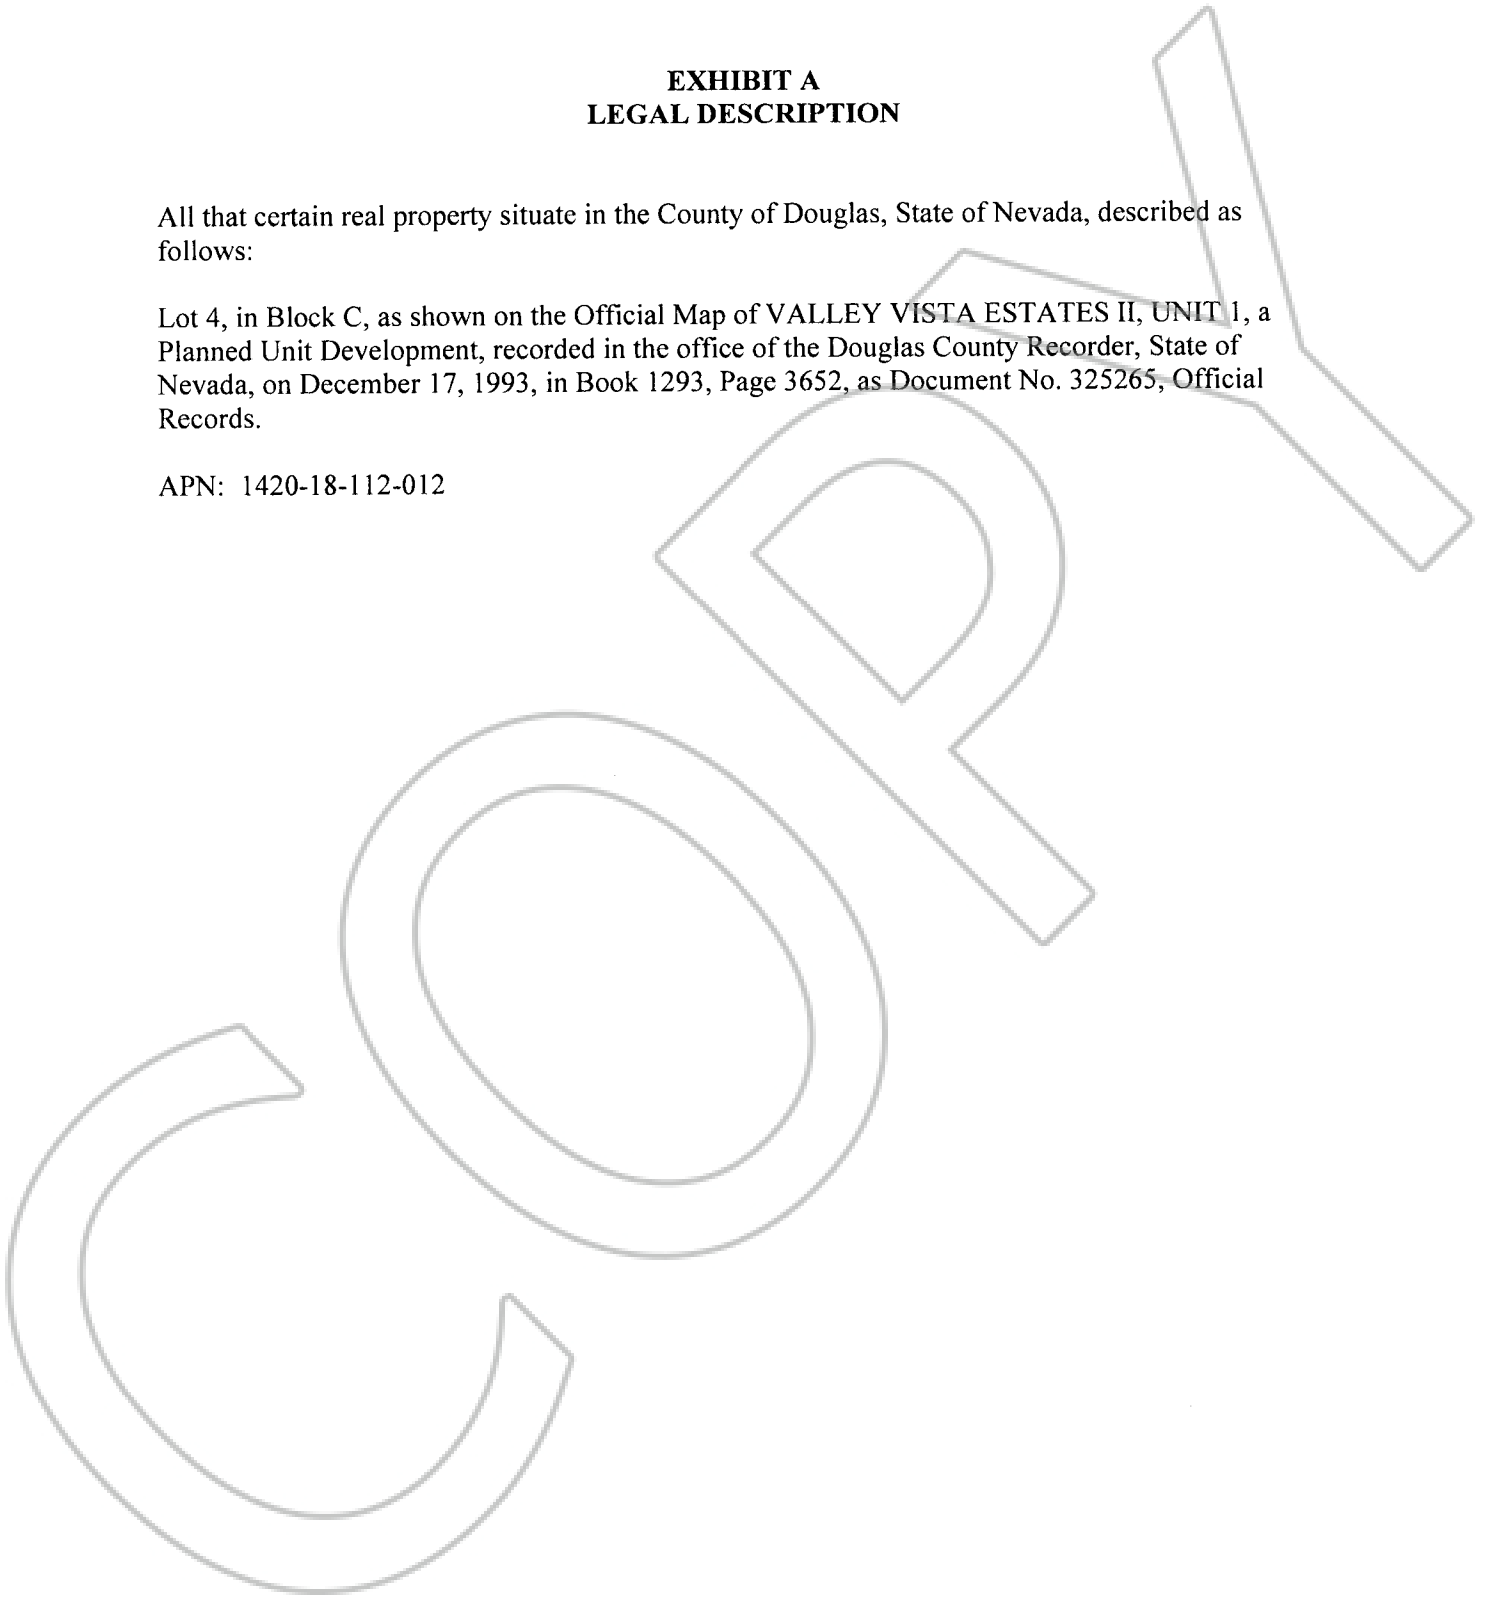 EXHIBIT A
LEGAL DESCRIPTION
All that certain real property situate in the County of Douglas, State of Nevada, described as
follows:
Lot 4, in Block C, as shown on the Official Map of VALLEY VISTA ESTATES II, UNIT 1, a
Planned Unit Development, recorded in the office of the Douglas County Recorder, State of
Nevada, on December 17, 1993, in Book 1293, Page 3652, as Document No. 325265, Official
Records.
APN: 1420-18-112-012
COPY